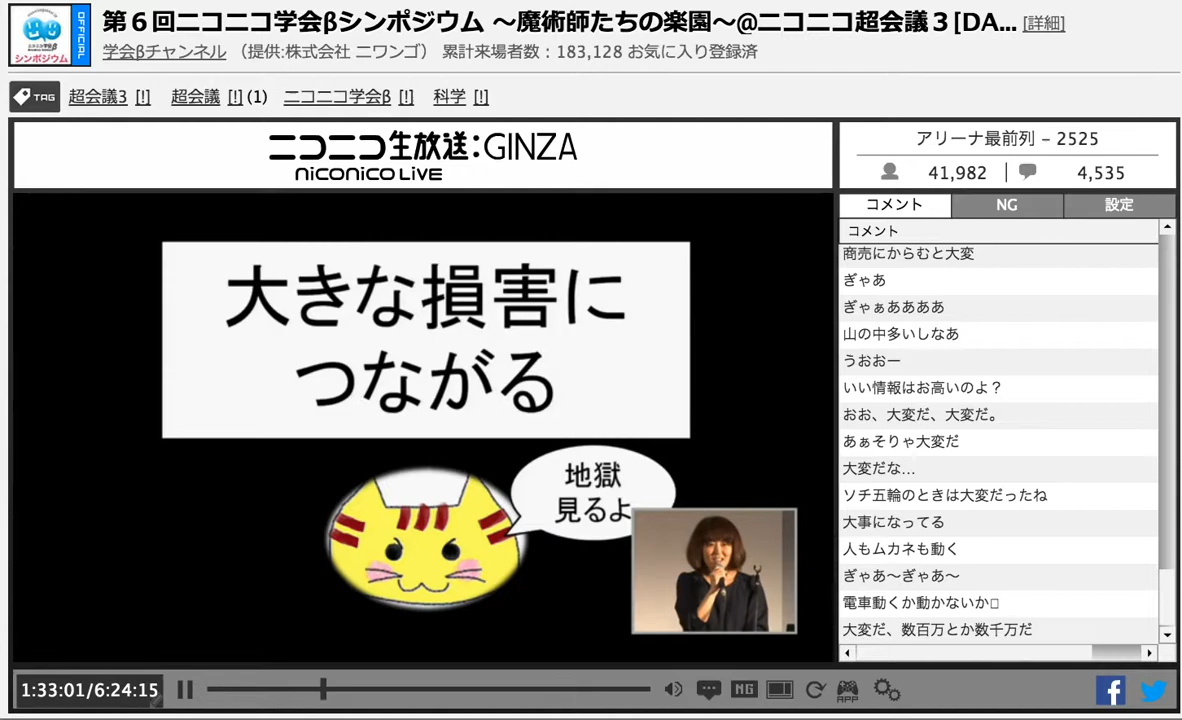 ニコニコ学会β
シンポジウム
OFFICIAL
第６回ニコニコ学会βシンポジウム ～魔術師たちの楽園～@ニコニコ超会議３[DA... [詳細]
学会βチャンネル （提供:株式会社 ニワンゴ） 累計来場者数：183,128 お気に入り登録済
TAG 超会議3 [!] 超会議 [!] (1) ニコニコ学会β [!] 科学 [!]
ニコニコ生放送:GINZA
niconico Live
アリーナ最前列 – 2525
41,982 | 4,535
コメント NG 設定
コメント
商売にからむと大変
ぎゃあ
ぎゃぁああああ
山の中多いしなあ
うおおー
いい情報はお高いのよ？
おお、大変だ、大変だ。
あぁそりゃ大変だ
大変だな…
ソチ五輪のときは大変だったね
大事になってる
人もムカネも動く
ぎゃあ～ぎゃあ～
電車動くか動かないか
大変だ、数百万とか数千万だ
大きな損害に
つながる
地獄
見るよ
1:33:01/6:24:15
NG
APP